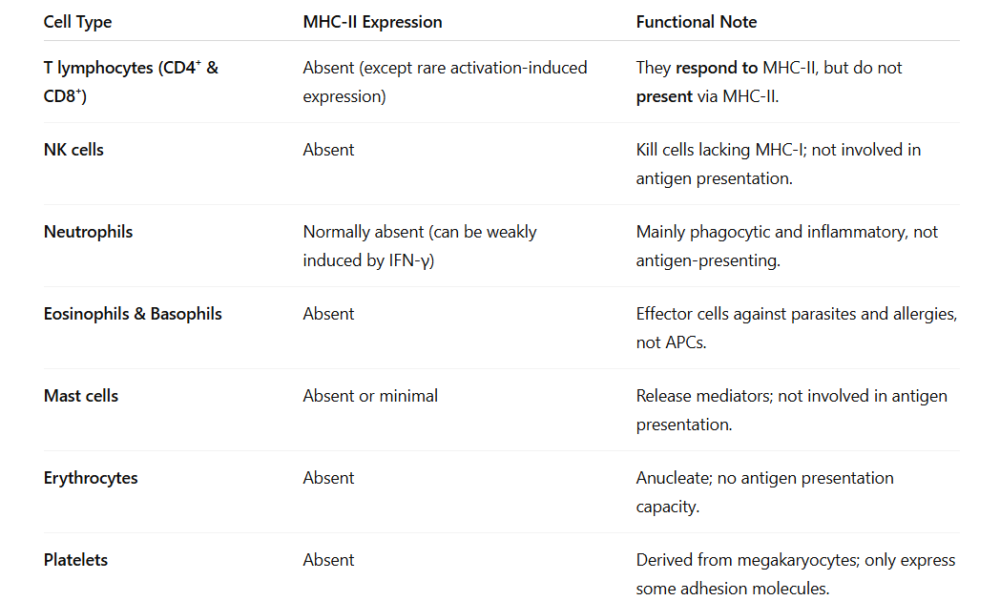 Cell Type MHC-II Expression Functional Note
T lymphocytes (CD4⁺ & Absent (except rare activation-induced They respond to MHC-II, but do not
CD8⁺) expression) present via MHC-II.
NK cells Absent Kill cells lacking MHC-I; not involved in
antigen presentation.
Neutrophils Normally absent (can be weakly Mainly phagocytic and inflammatory, not
induced by IFN-γ) antigen-presenting.
Eosinophils & Basophils Absent Effector cells against parasites and allergies,
not APCs.
Mast cells Absent or minimal Release mediators; not involved in antigen
presentation.
Erythrocytes Absent Anucleate; no antigen presentation
capacity.
Platelets Absent Derived from megakaryocytes; only express
some adhesion molecules.